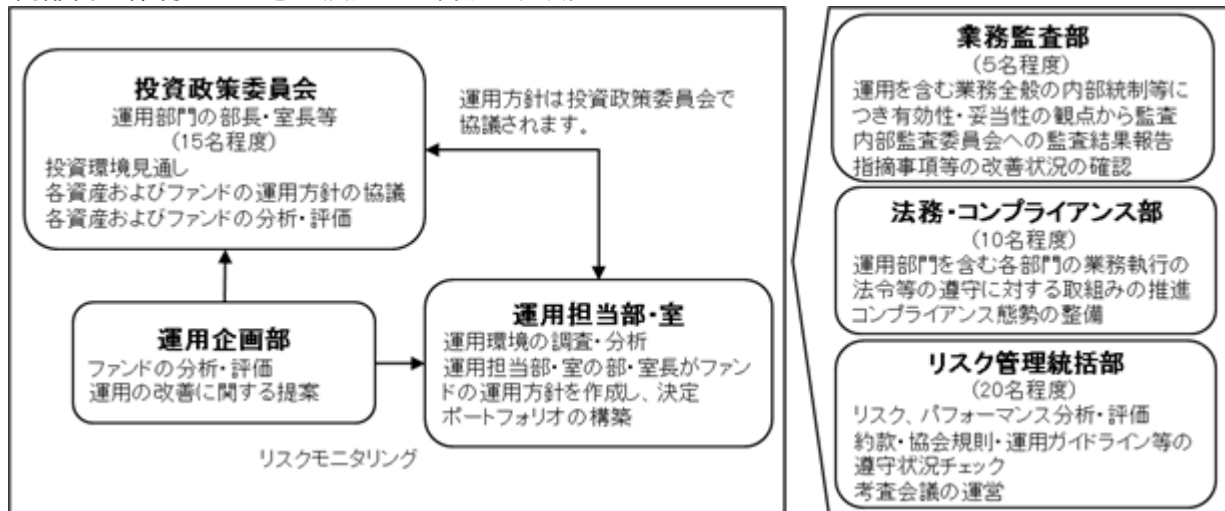 投資政策委員会
運用部門の部長・室長等
(15名程度)
投資環境見通し
各資産およびファンドの運用方針の協議
各資産およびファンドの分析・評価
運用方針は投資政策委員会で
協議されます。
運用企画部
ファンドの分析・評価
運用の改善に関する提案
運用担当部・室
運用環境の調査・分析
運用担当部・室の部・室長がファン
ドの運用方針を作成し、決定
ポートフォリオの構築
リスクモニタリング
業務監査部
(5名程度)
運用を含む業務全般の内部統制等に
つき有効性・妥当性の観点から監査
内部監査委員会への監査結果報告
指摘事項等の改善状況の確認
法務・コンプライアンス部
(10名程度)
運用部門を含む各部門の業務執行の
法令等の遵守に対する取組みの推進
コンプライアンス態勢の整備
リスク管理統括部
(20名程度)
リスク、パフォーマンス分析・評価
約款・協会規則・運用ガイドライン等の
遵守状況チェック
考査会議の運営